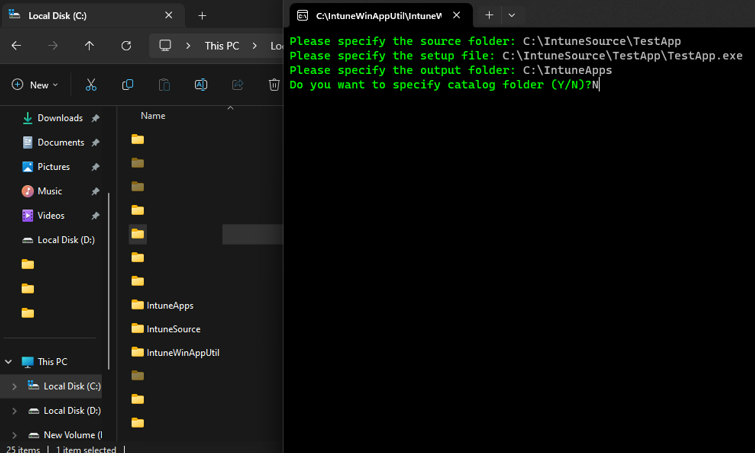 Local Disk (C:)
C:\IntuneWinAppUtil\IntuneW
This PC
New
Name
Downloads
Documents
Pictures
Music
Videos
Local Disk (D:)
IntuneApps
IntuneSource
IntuneWinAppUtil
This PC
Local Disk (C:)
Local Disk (D:)
New Volume (
25 items
1 item selected
Please specify the source folder: C:\IntuneSource\TestApp
Please specify the setup file: C:\IntuneSource\TestApp\TestApp.exe
Please specify the output folder: C:\IntuneApps
Do you want to specify catalog folder (Y/N)?N